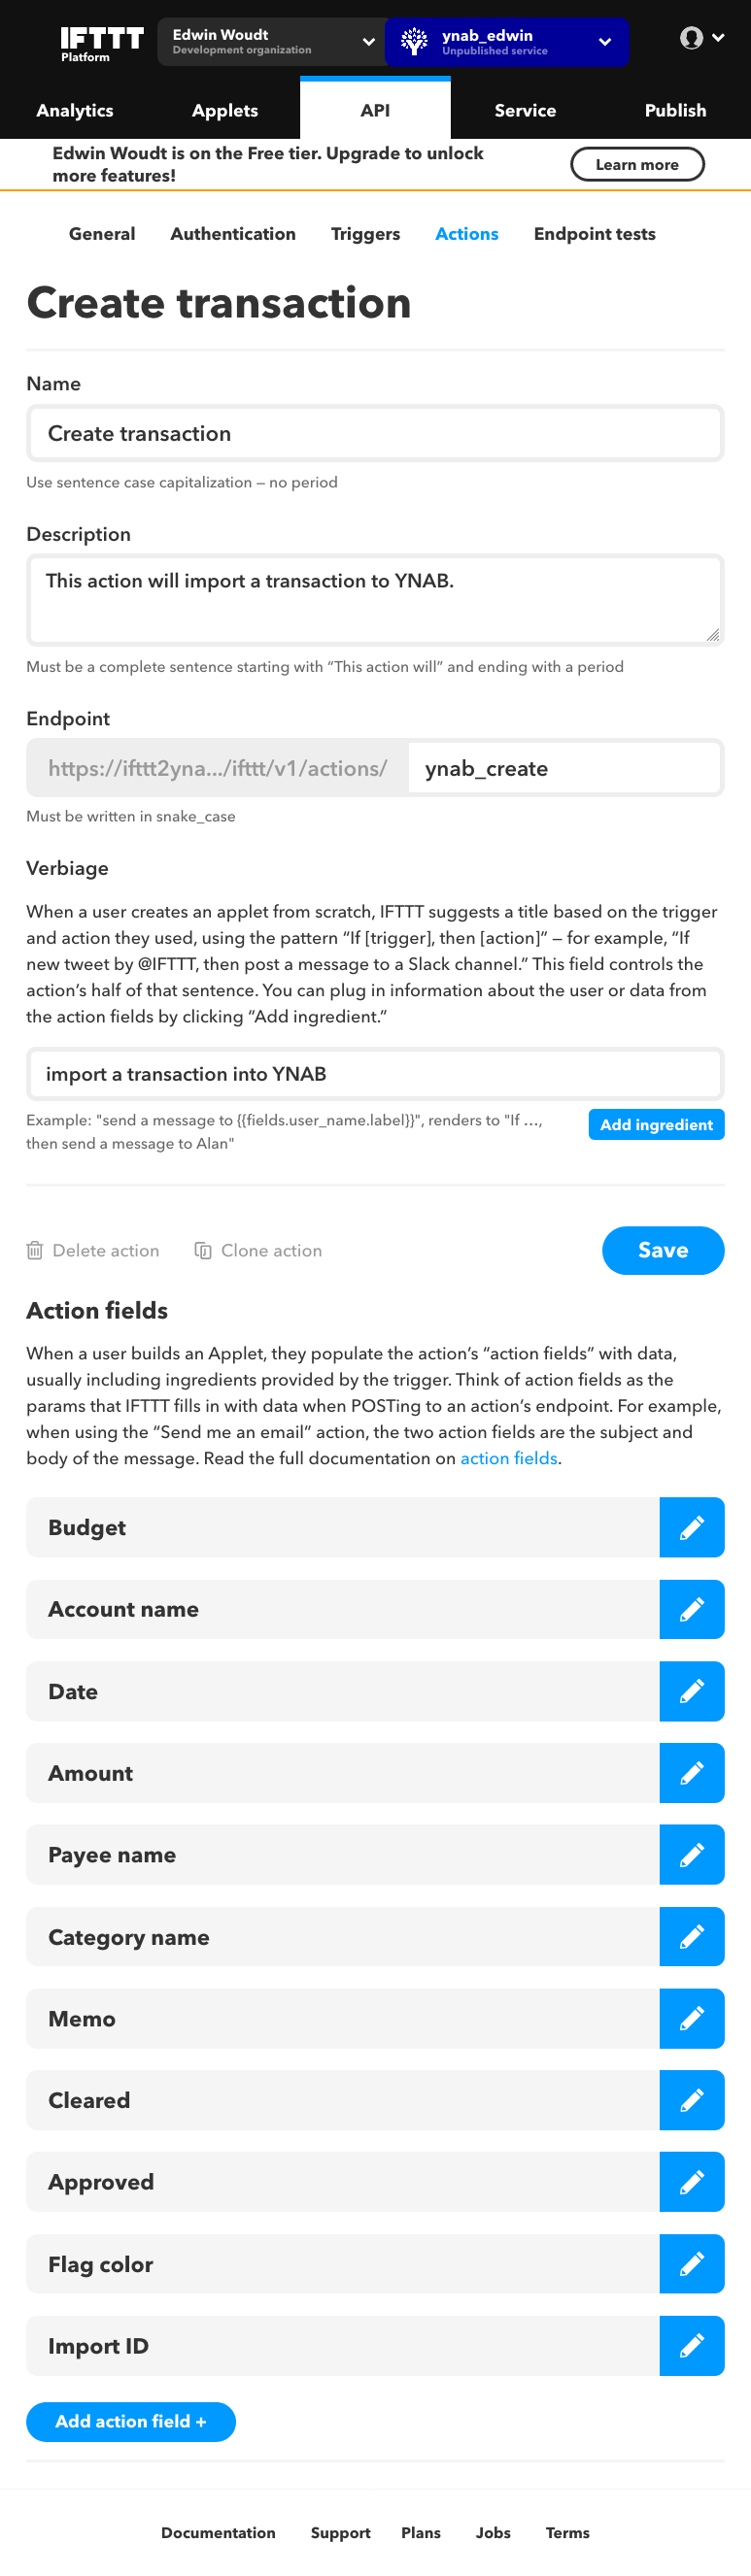 IFTTT
Platform
Edwin Woudt
Development organization
ynab_edwin
Unpublished service
Analytics
Applets
API
Service
Publish
Edwin Woudt is on the Free tier. Upgrade to unlock
more features!
Learn more
General
Authentication
Triggers
Actions
Endpoint tests
Create transaction
Name
Create transaction
Use sentence case capitalization – no period
Description
This action will import a transaction to YNAB.
Must be a complete sentence starting with “This action will” and ending with a period
Endpoint
https://ifttt2yna.../ifttt/v1/actions/
ynab_create
Must be written in snake_case
Verbiage
When a user creates an applet from scratch, IFTTT suggests a title based on the trigger
and action they used, using the pattern “If [trigger], then [action]” – for example, “If
new tweet by @IFTTT, then post a message to a Slack channel.” This field controls the
action’s half of that sentence. You can plug in information about the user or data from
the action fields by clicking “Add ingredient.”
import a transaction into YNAB
Example: "send a message to {{fields.user_name.label}}", renders to "If …,
then send a message to Alan"
Add ingredient
Delete action
Clone action
Save
Action fields
When a user builds an Applet, they populate the action’s “action fields” with data,
usually including ingredients provided by the trigger. Think of action fields as the
params that IFTTT fills in with data when POSTing to an action’s endpoint. For example,
when using the “Send me an email” action, the two action fields are the subject and
body of the message. Read the full documentation on action fields.
Budget
Account name
Date
Amount
Payee name
Category name
Memo
Cleared
Approved
Flag color
Import ID
Add action field +
Documentation
Support
Plans
Jobs
Terms